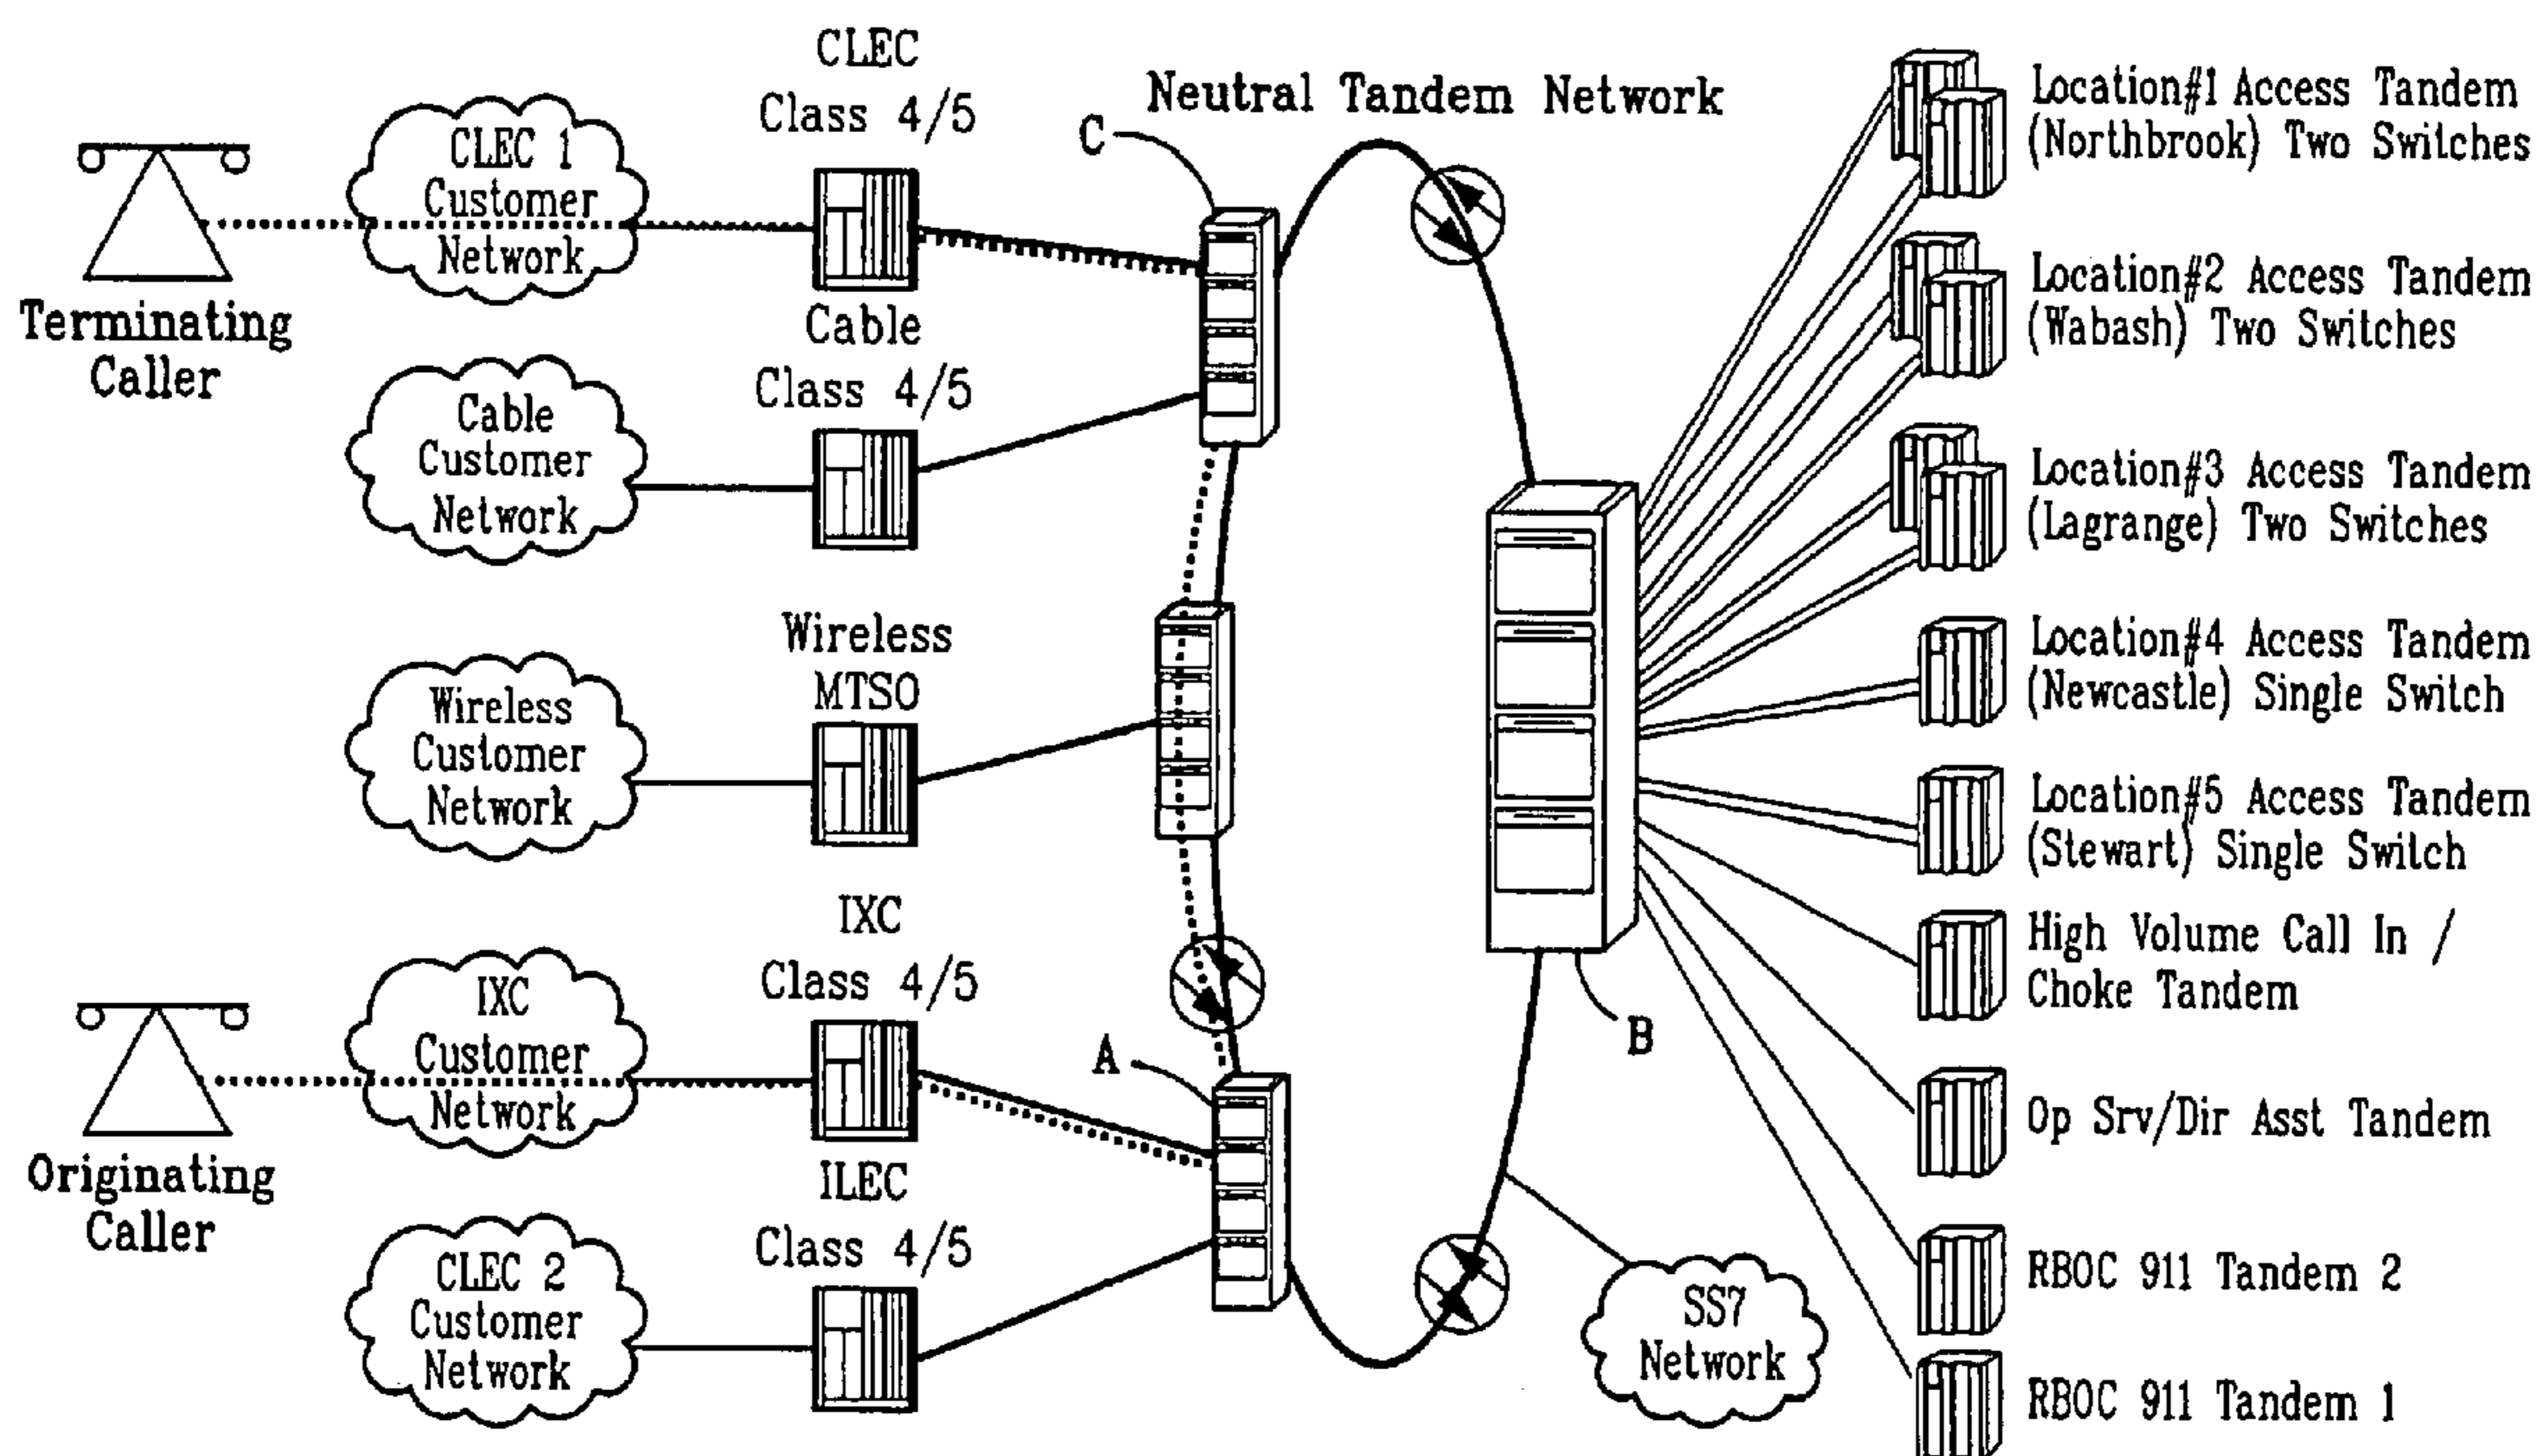 CLEC
Class 4/5
Neutral Tandem Network
C
CLEC 1
Customer
Network
Terminating
Caller
Cable
Class 4/5
Cable
Customer
Network
Wireless
MTSO
Wireless
Customer
Network
IXC
Class 4/5
IXC
Customer
Network
A
B
Originating
Caller
ILEC
Class 4/5
CLEC 2
Customer
Network
SS7
Network
Location#1 Access Tandem
(Northbrook) Two Switches
Location#2 Access Tandem
(Wabash) Two Switches
Location#3 Access Tandem
(Lagrange) Two Switches
Location#4 Access Tandem
(Newcastle) Single Switch
Location#5 Access Tandem
(Stewart) Single Switch
High Volume Call In /
Choke Tandem
Op Srv/Dir Asst Tandem
RBOC 911 Tandem 2
RBOC 911 Tandem 1